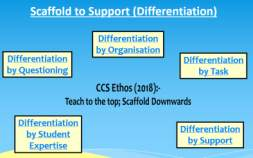 Scaffold to Support (Differentiation)
Differentiation
by Organisation
Differentiation
by Questioning
Differentiation
by Task
CCS Ethos (2018):-
Teach to the top; Scaffold Downwards
Differentiation
by Student
Expertise
Differentiation
by Support